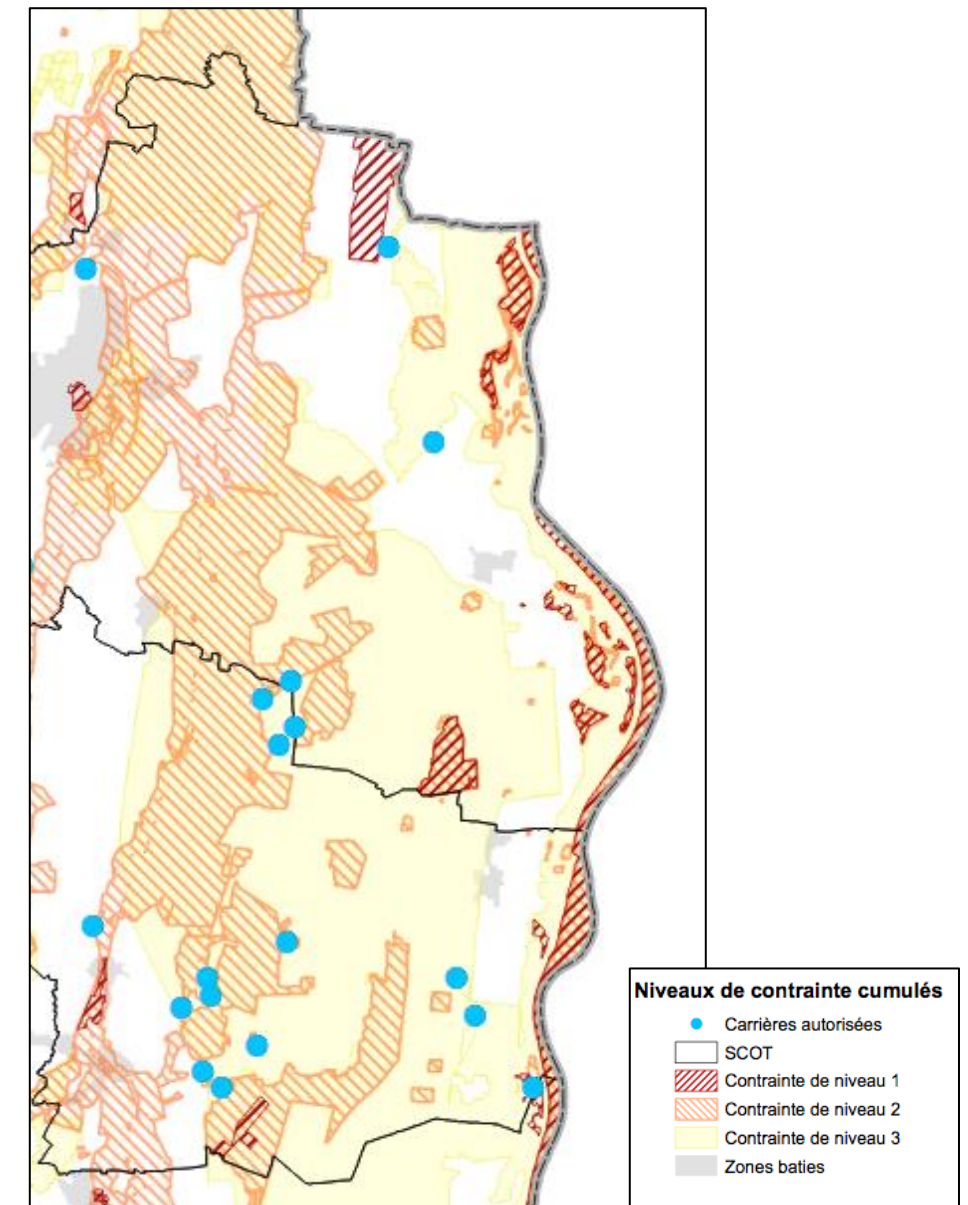 Niveaux de contrainte cumulés
Carrières autorisées
SCOT
Contrainte de niveau 1
Contrainte de niveau 2
Contrainte de niveau 3
Zones baties